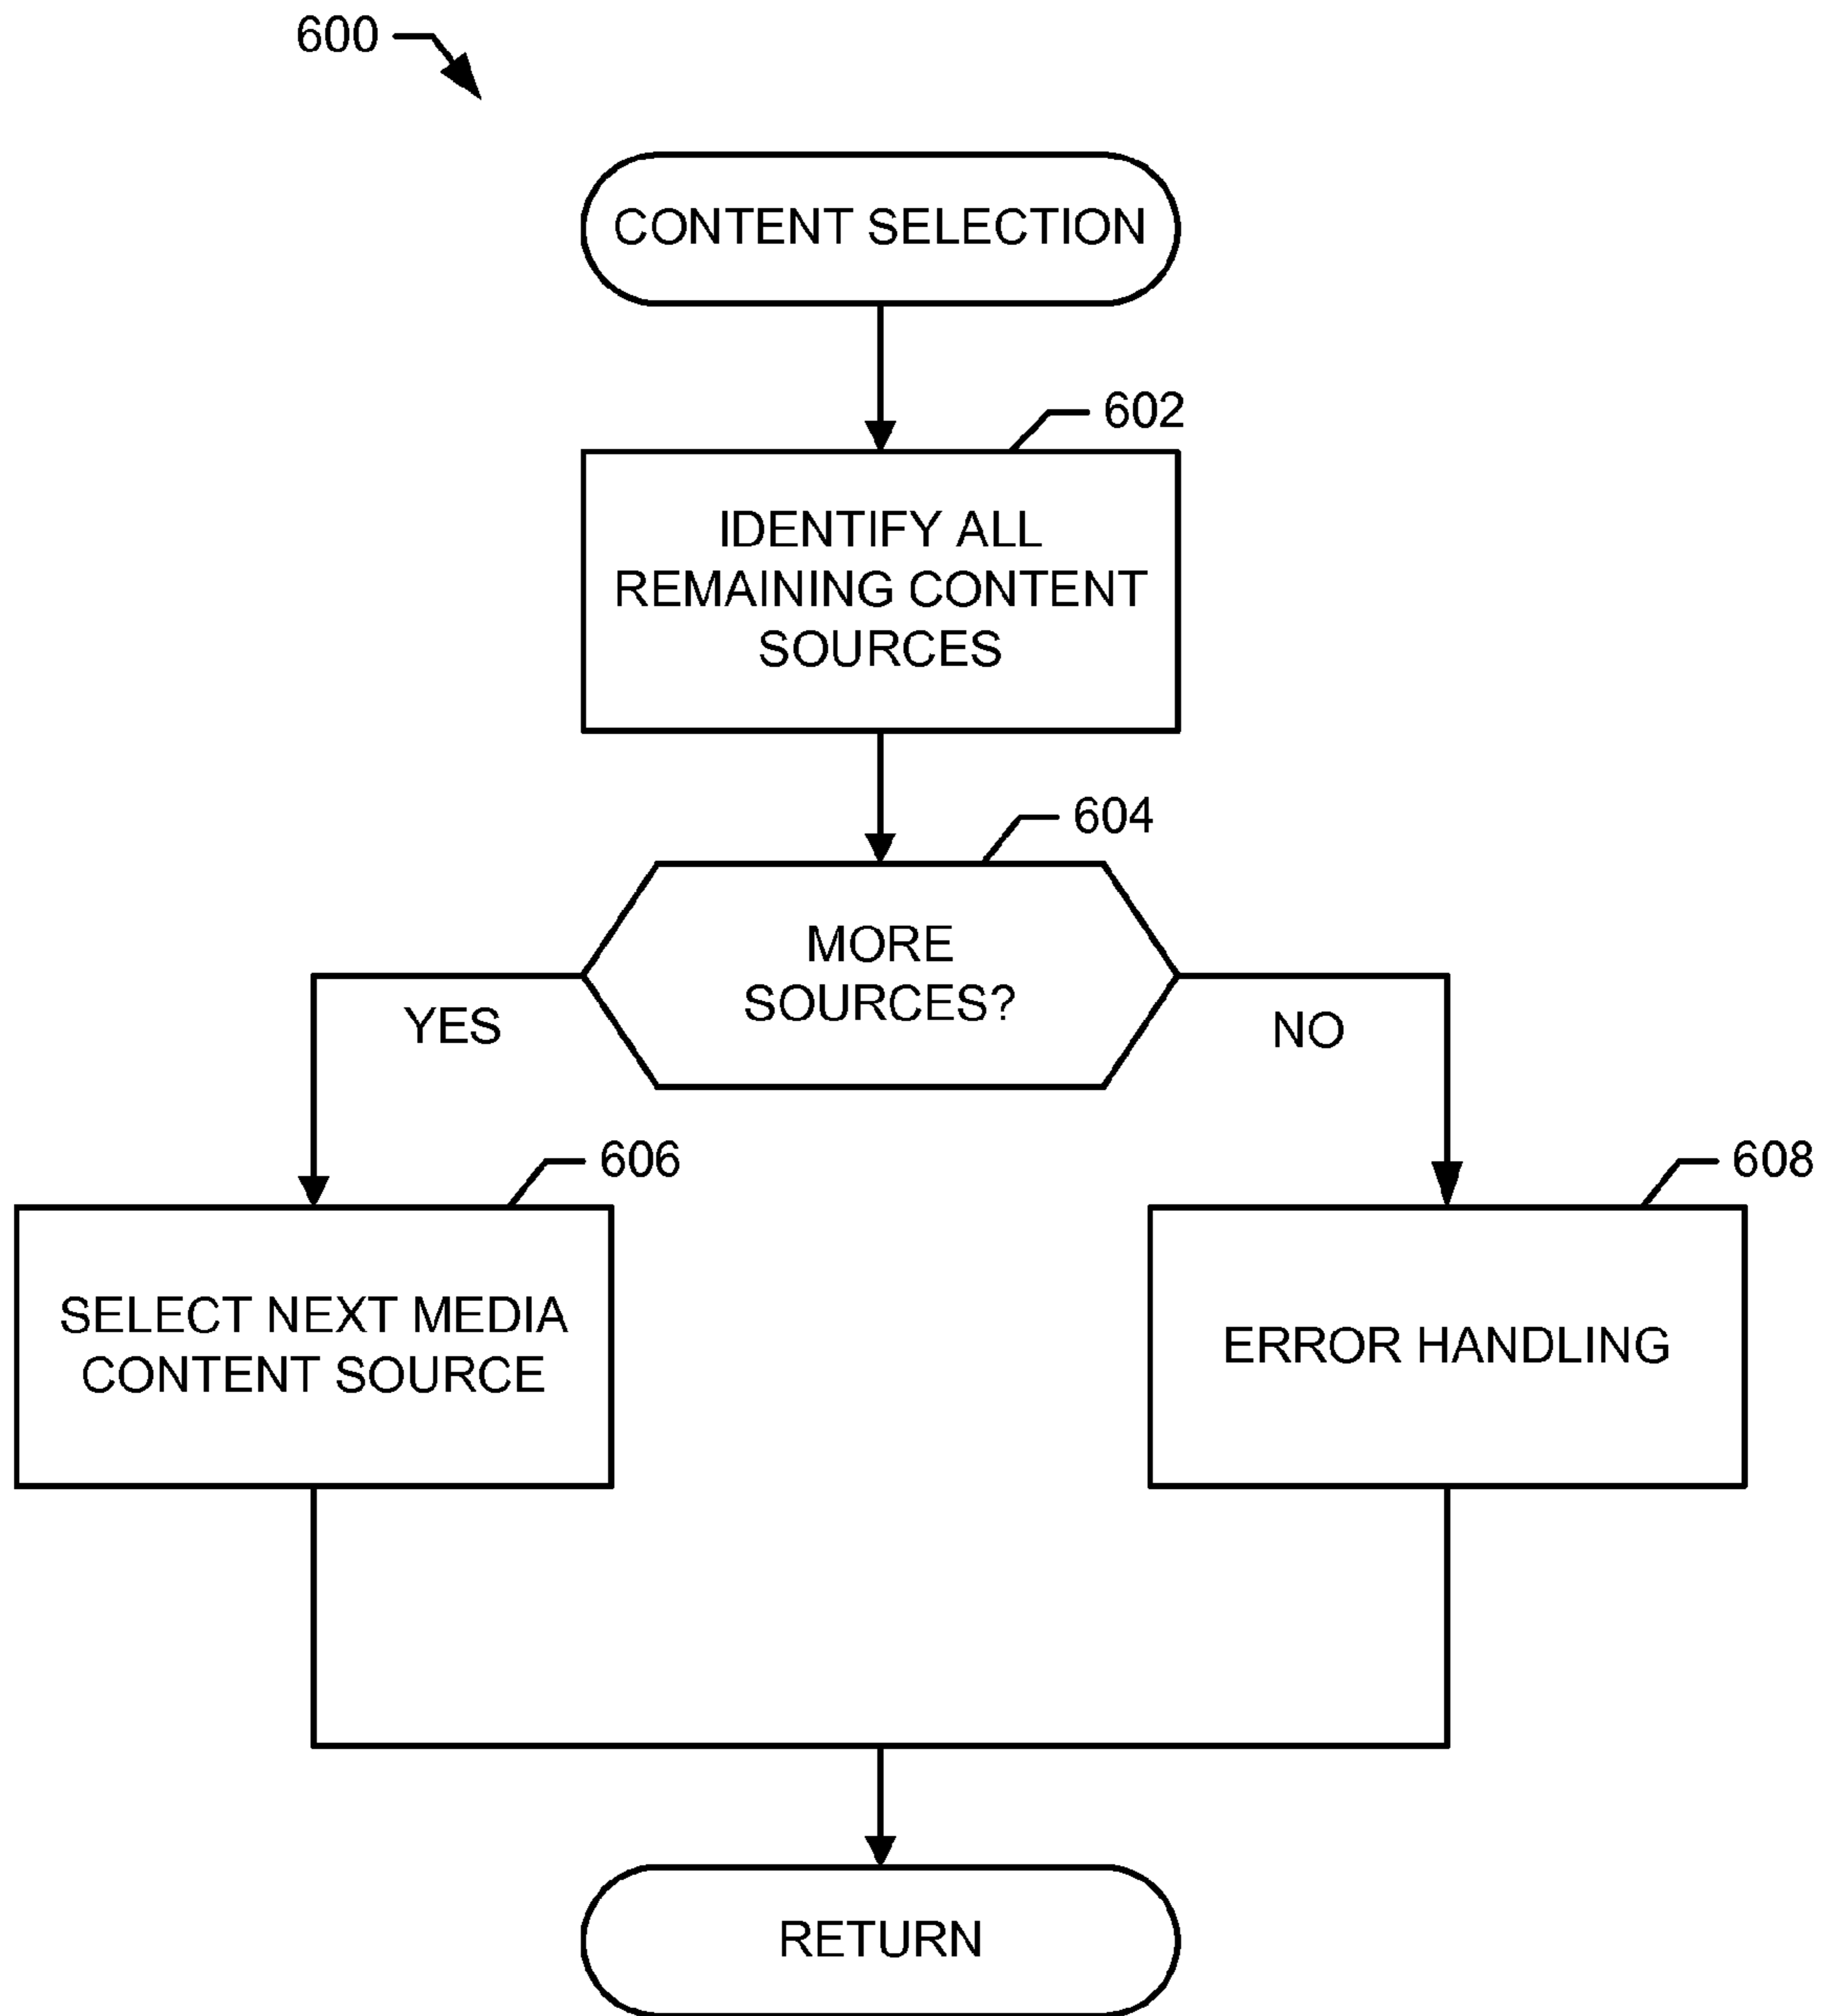 600
CONTENT SELECTION
602
IDENTIFY ALL
REMAINING CONTENT
SOURCES
604
MORE
SOURCES?
YES
NO
606
608
SELECT NEXT MEDIA
CONTENT SOURCE
ERROR HANDLING
RETURN